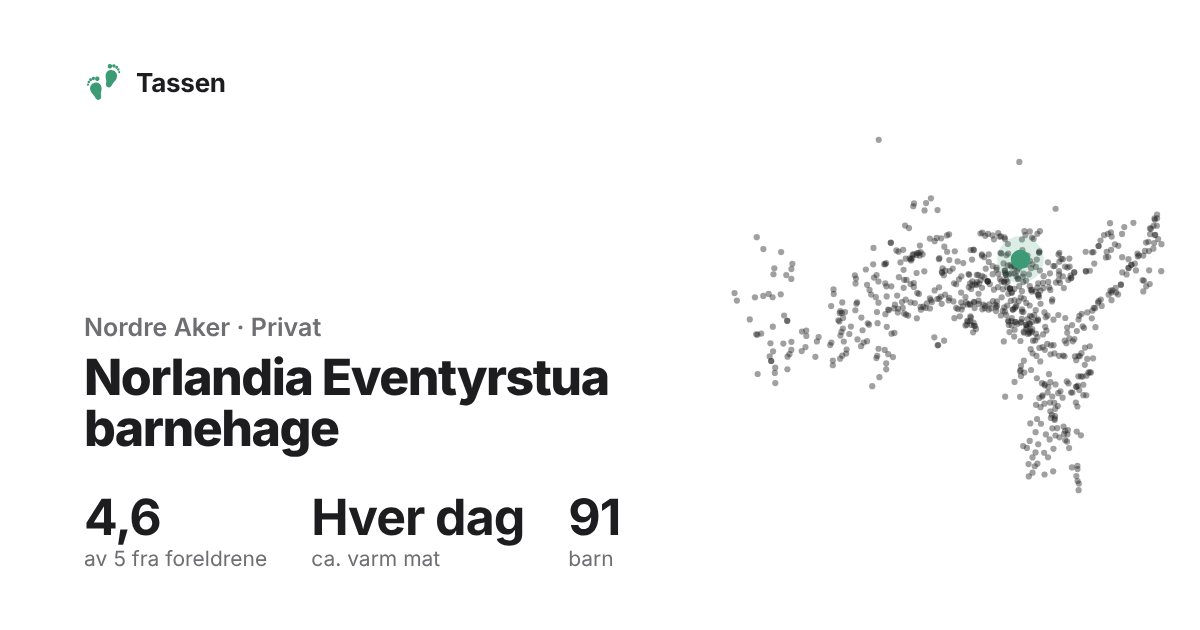 Tassen
Nordre Aker · Privat
Norlandia Eventyrstua
barnehage
4,6
av 5 fra foreldrene
Hver dag
ca. varm mat
91
barn